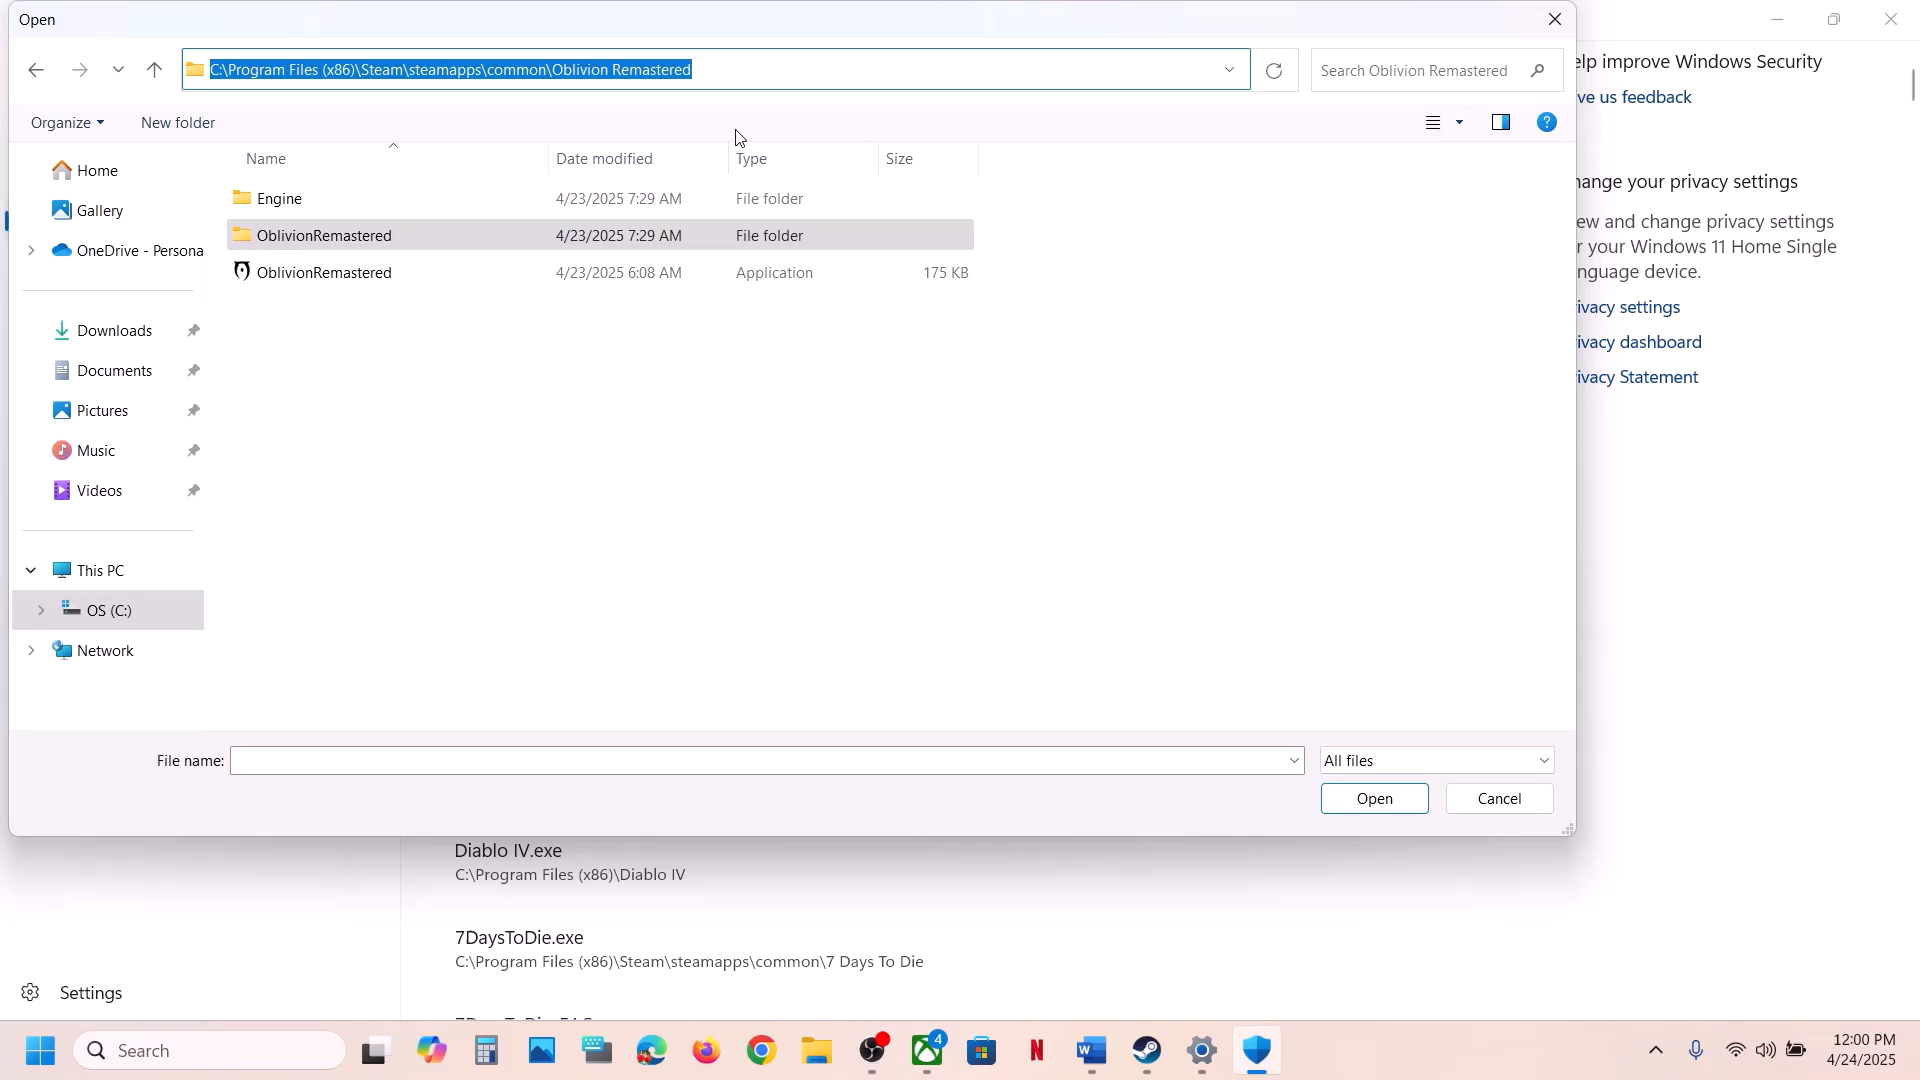 Open
C:\Program Files (x86)\Steam\steamapps\common\Oblivion Remastered
Search Oblivion Remastered
Organize
New folder
Name
Date modified
Type
Size
Engine
4/23/2025 7:29 AM
File folder
OblivionRemastered
4/23/2025 7:29 AM
File folder
OblivionRemastered
4/23/2025 6:08 AM
Application
175 KB
Home
Gallery
OneDrive - Persona
Downloads
Documents
Pictures
Music
Videos
This PC
OS (C:)
Network
File name:
All files
Open
Cancel
elp improve Windows Security
ve us feedback
hange your privacy settings
ew and change privacy settings
r your Windows 11 Home Single
nguage device.
ivacy settings
ivacy dashboard
ivacy Statement
Diablo IV.exe
C:\Program Files (x86)\Diablo IV
7DaysToDie.exe
C:\Program Files (x86)\Steam\steamapps\common\7 Days To Die
Settings
Search
4
12:00 PM
4/24/2025